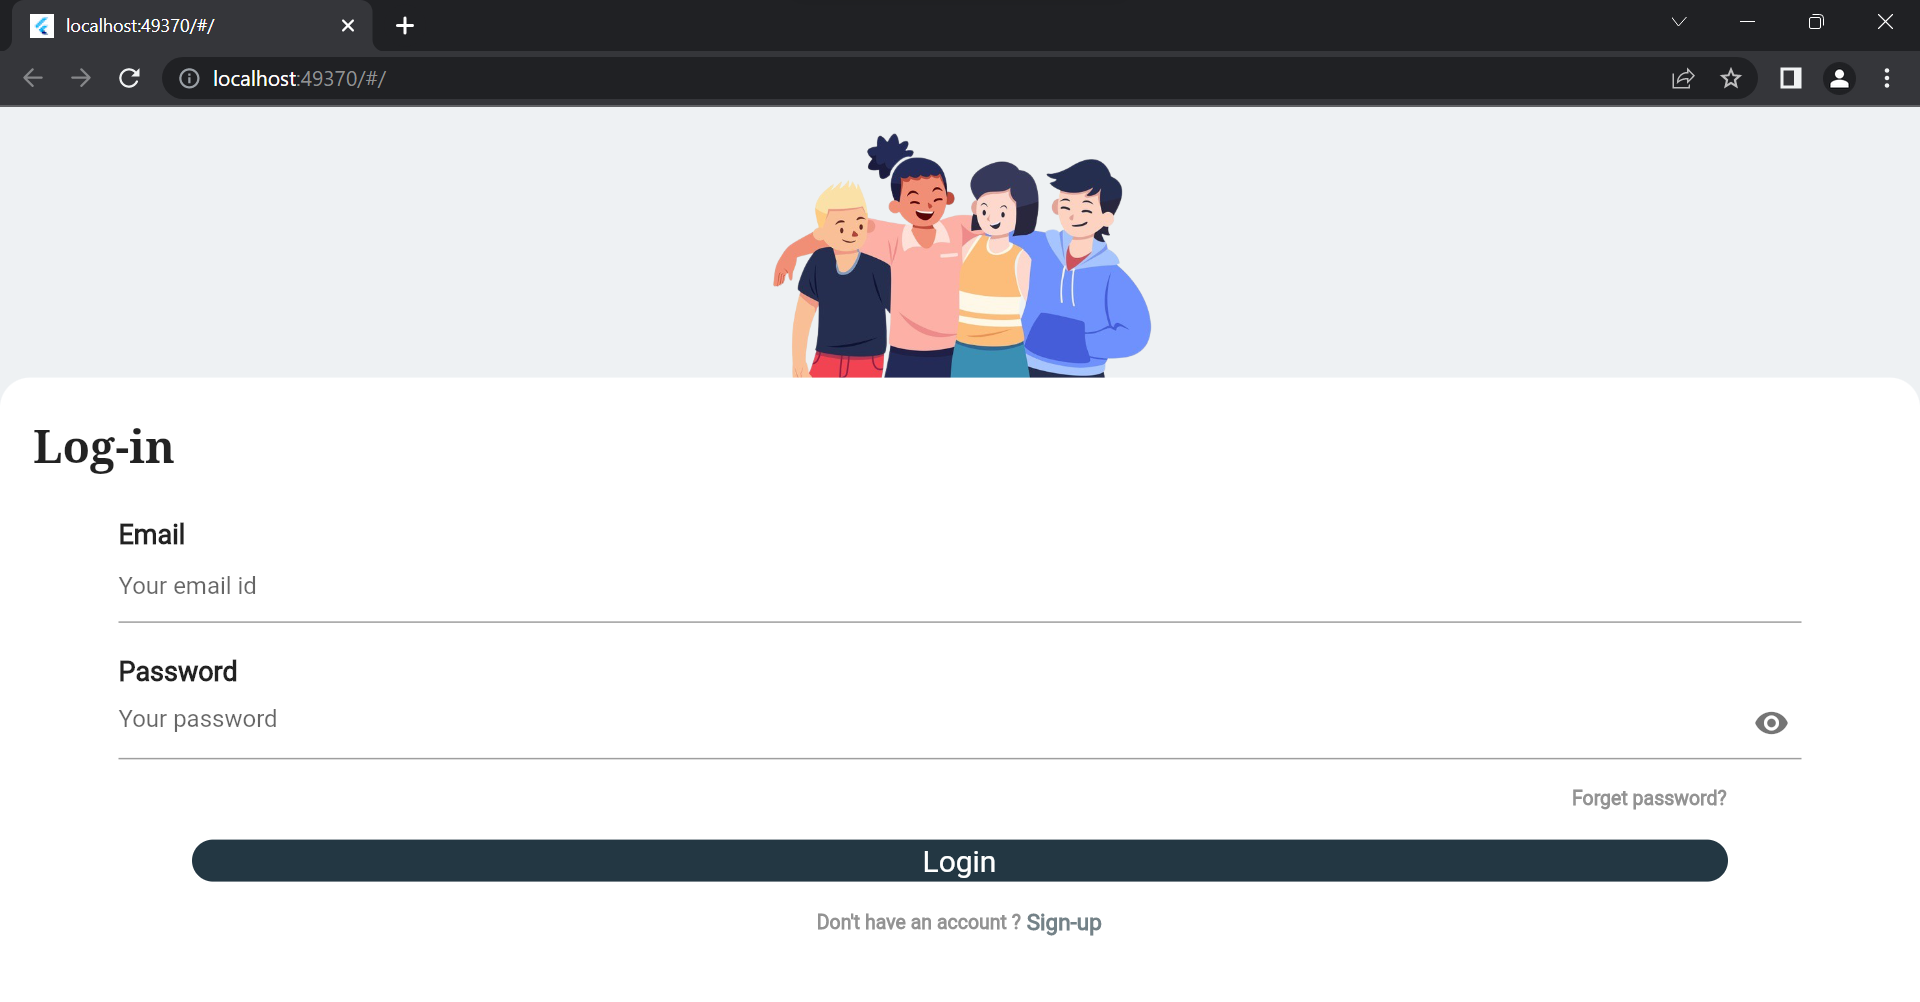 localhost:49370/#/
localhost:49370/#/
Log-in
Email
Your email id
Password
Your password
Forget password?
Login
Don't have an account ? Sign-up